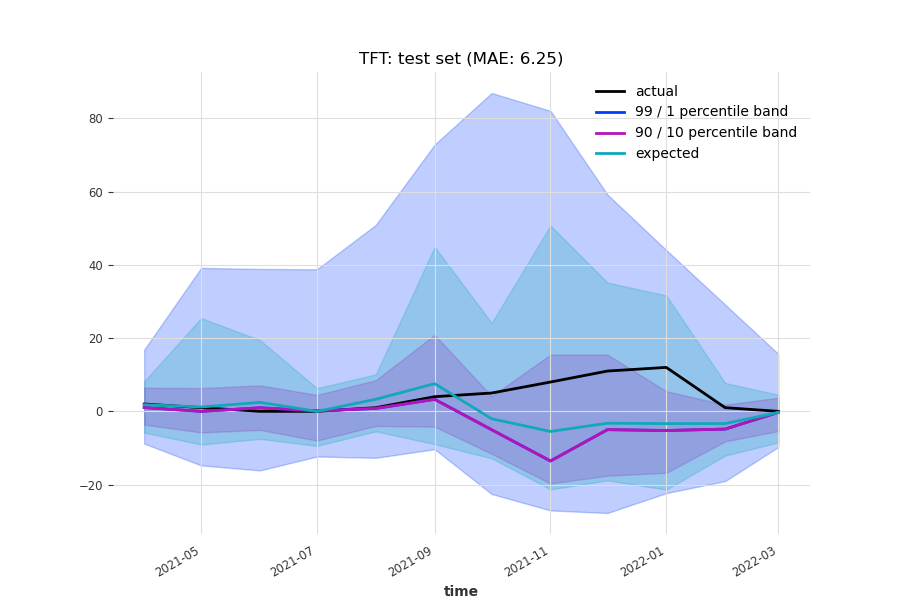 TFT: test set (MAE: 6.25)
actual
99 / 1 percentile band
90 / 10 percentile band
expected
80
60
40
20
0
−20
2021-05
2021-07
2021-09
2021-11
2022-01
2022-03
time